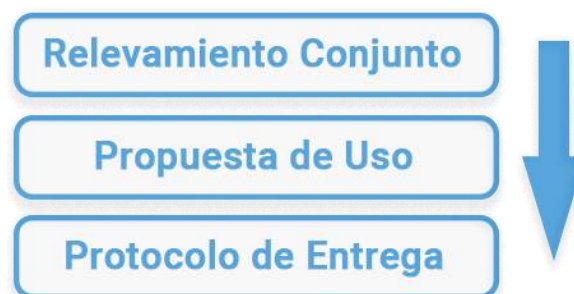 Relevamiento Conjunto
Propuesta de Uso
Protocolo de Entrega